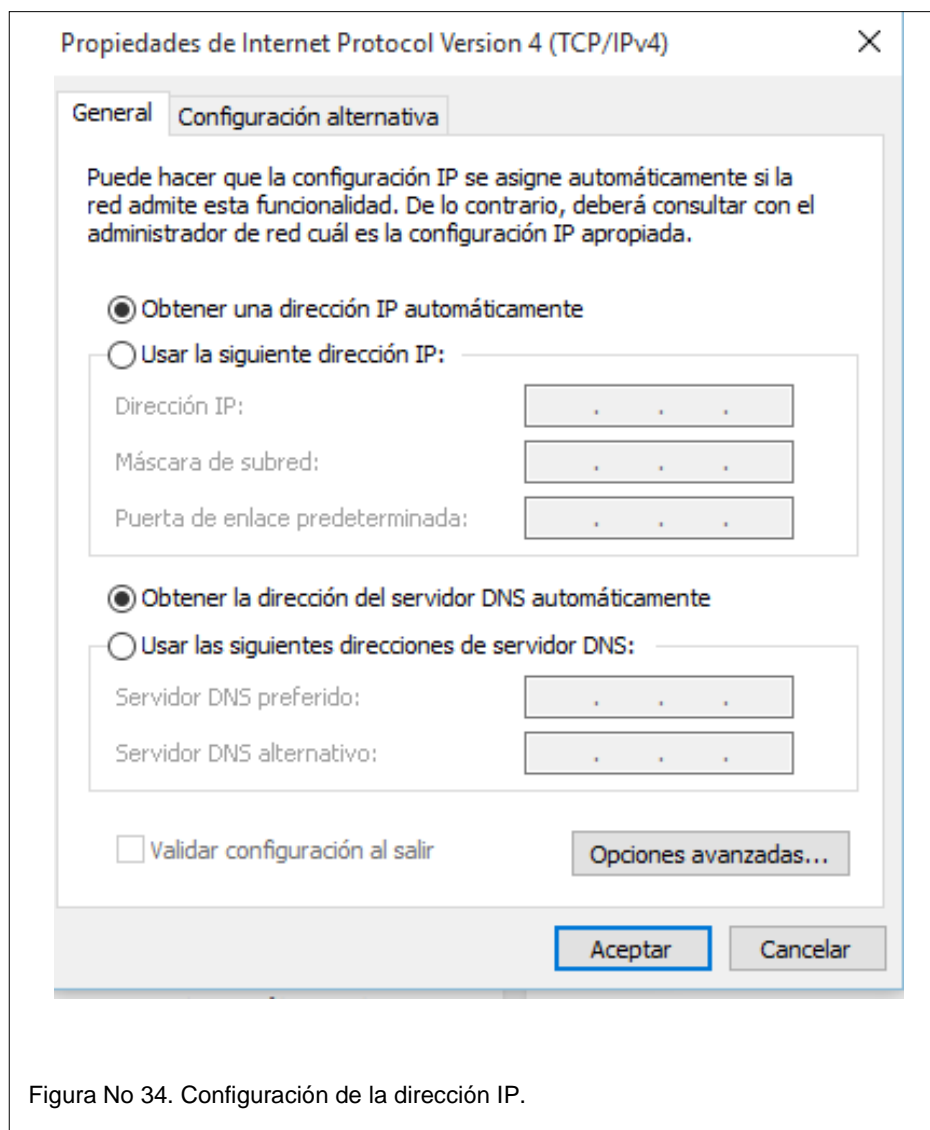 Propiedades de Internet Protocol Version 4 (TCP/IPv4)
General
Configuración alternativa
Puede hacer que la configuración IP se asigne automáticamente si la
red admite esta funcionalidad. De lo contrario, deberá consultar con el
administrador de red cuál es la configuración IP apropiada.
Obtener una dirección IP automáticamente
Usar la siguiente dirección IP:
Dirección IP:
Máscara de subred:
Puerta de enlace predeterminada:
Obtener la dirección del servidor DNS automáticamente
Usar las siguientes direcciones de servidor DNS:
Servidor DNS preferido:
Servidor DNS alternativo:
Validar configuración al salir
Opciones avanzadas...
Aceptar
Cancelar
Figura No 34. Configuración de la dirección IP.